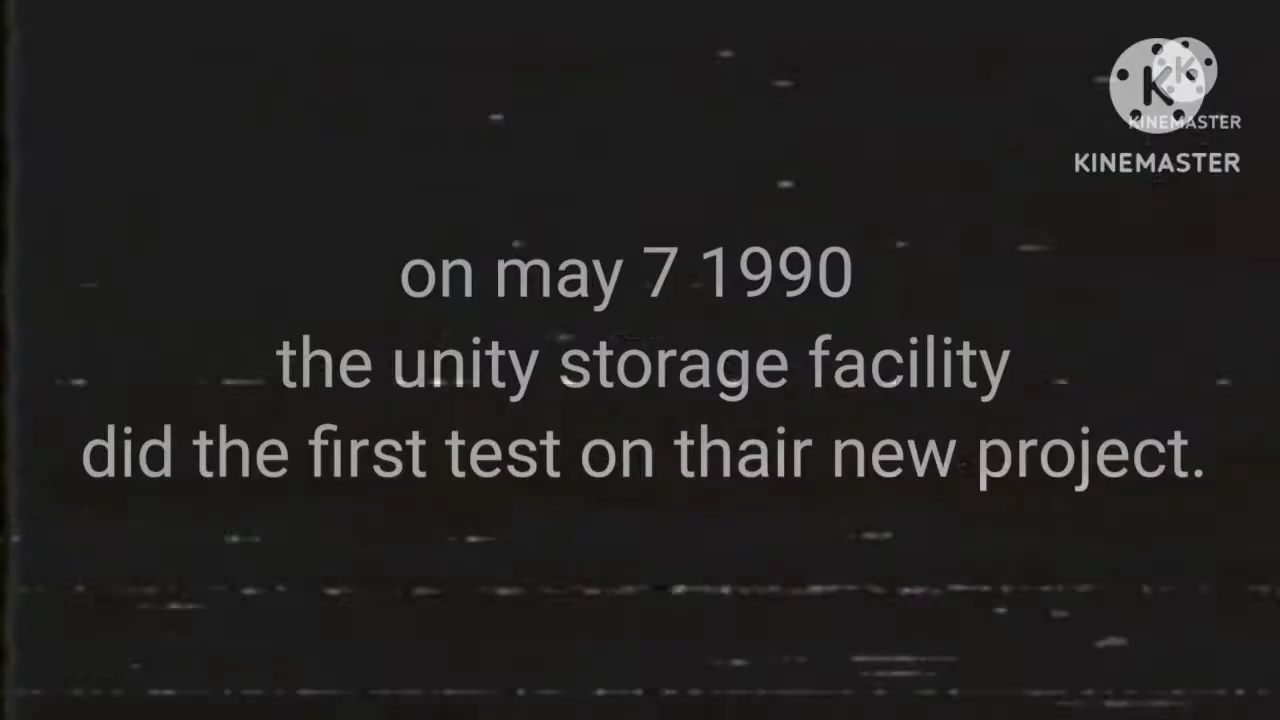 K K
KINEMASTER
KINEMASTER
on may 7 1990
the unity storage facility
did the first test on thair new project.